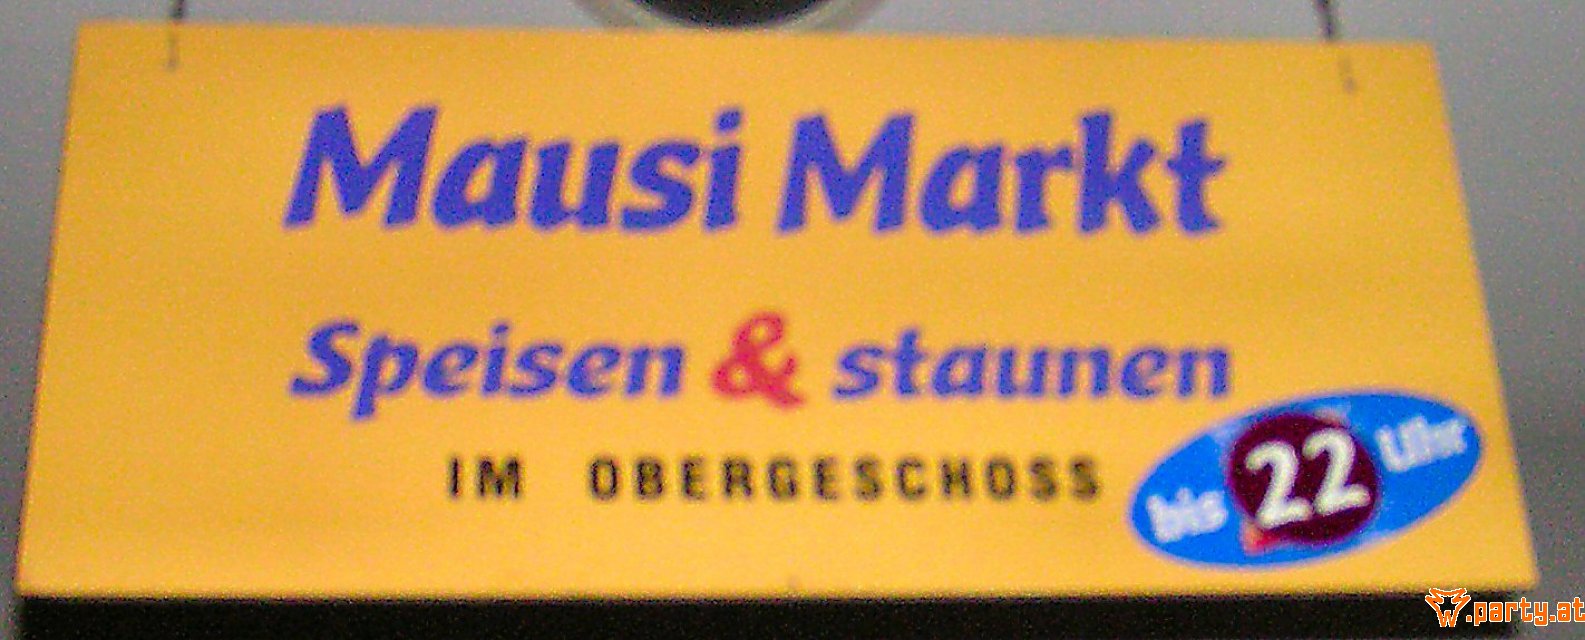 Mausi Markt
Speisen & staunen
IM OBERGESCHOSS
bis 22 Uhr
w.party.at